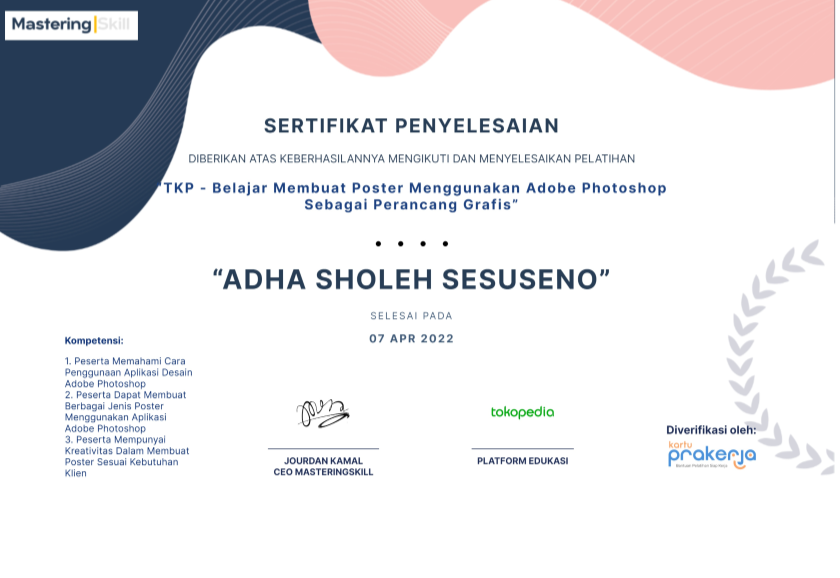 Mastering|Skill
SERTIFIKAT PENYELESAIAN
DIBERIKAN ATAS KEBERHASILANNYA MENGIKUTI DAN MENYELESAIKAN PELATIHAN
"TKP - Belajar Membuat Poster Menggunakan Adobe Photoshop
Sebagai Perancang Grafis”
“ADHA SHOLEH SESUSENO”
SELESAI PADA
07 APR 2022
Kompetensi:
1. Peserta Memahami Cara
Penggunaan Aplikasi Desain
Adobe Photoshop
2. Peserta Dapat Membuat
Berbagai Jenis Poster
Menggunakan Aplikasi
Adobe Photoshop
3. Peserta Mempunyai
Kreativitas Dalam Membuat
Poster Sesuai Kebutuhan
Klien
JOURDAN KAMAL
CEO MASTERINGSKILL
tokopedia
PLATFORM EDUKASI
Diverifikasi oleh:
kartu
prakerja